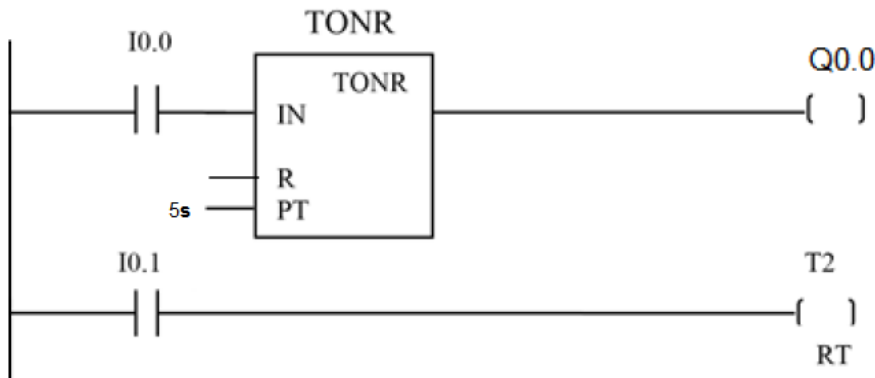 TONR
I0.0
Q0.0
TONR
IN
R
5s
PT
I0.1
T2
RT